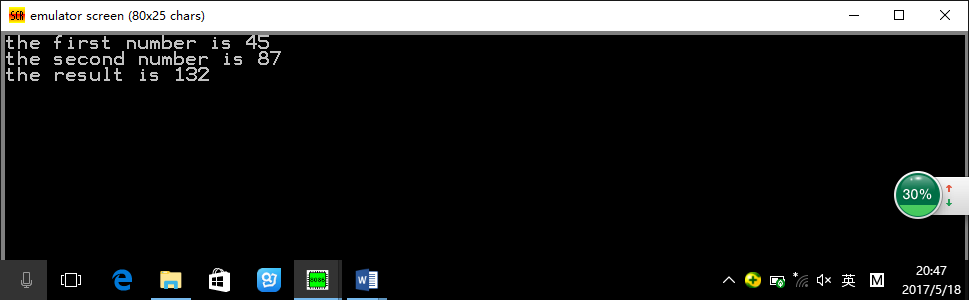 emulator screen (80x25 chars)
the first number is 45
the second number is 87
the result is 132
30%
英
M
20:47
2017/5/18